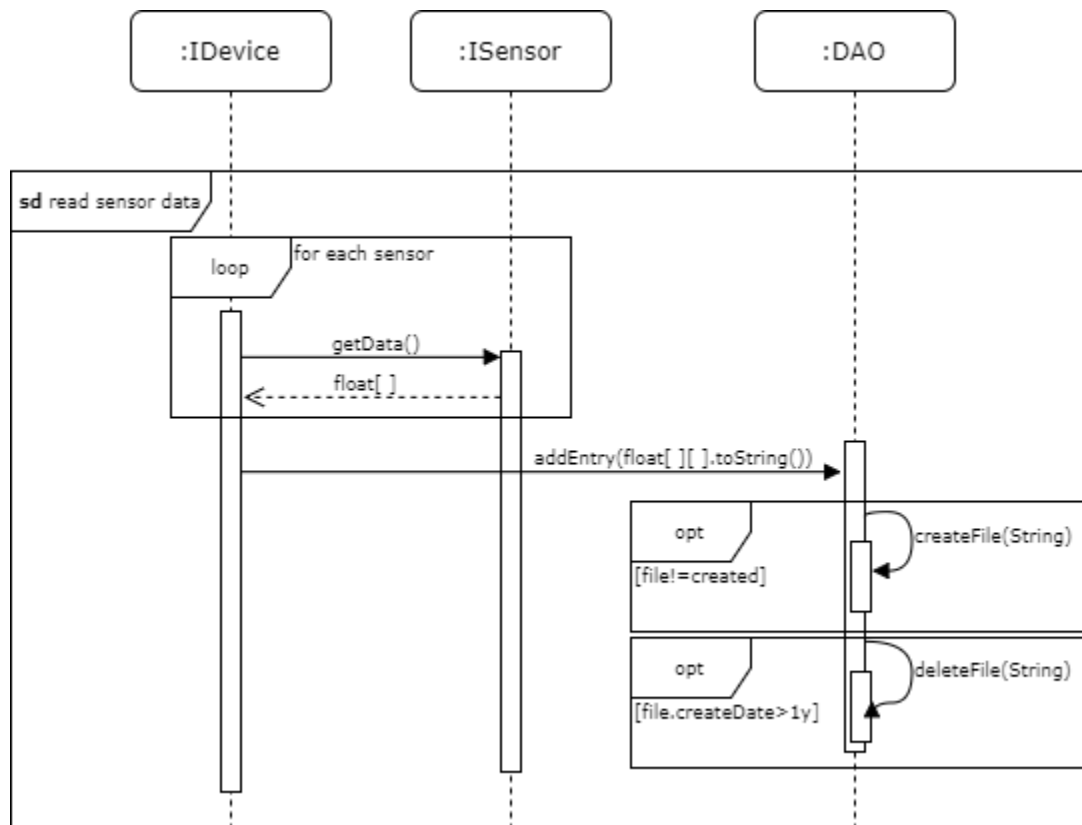 :IDevice
:ISensor
:DAO
sd read sensor data
loop
for each sensor
getData()
float[ ]
addEntry(float[ ][ ].toString())
opt
createFile(String)
[file!=created]
opt
deleteFile(String)
[file.createDate>1y]